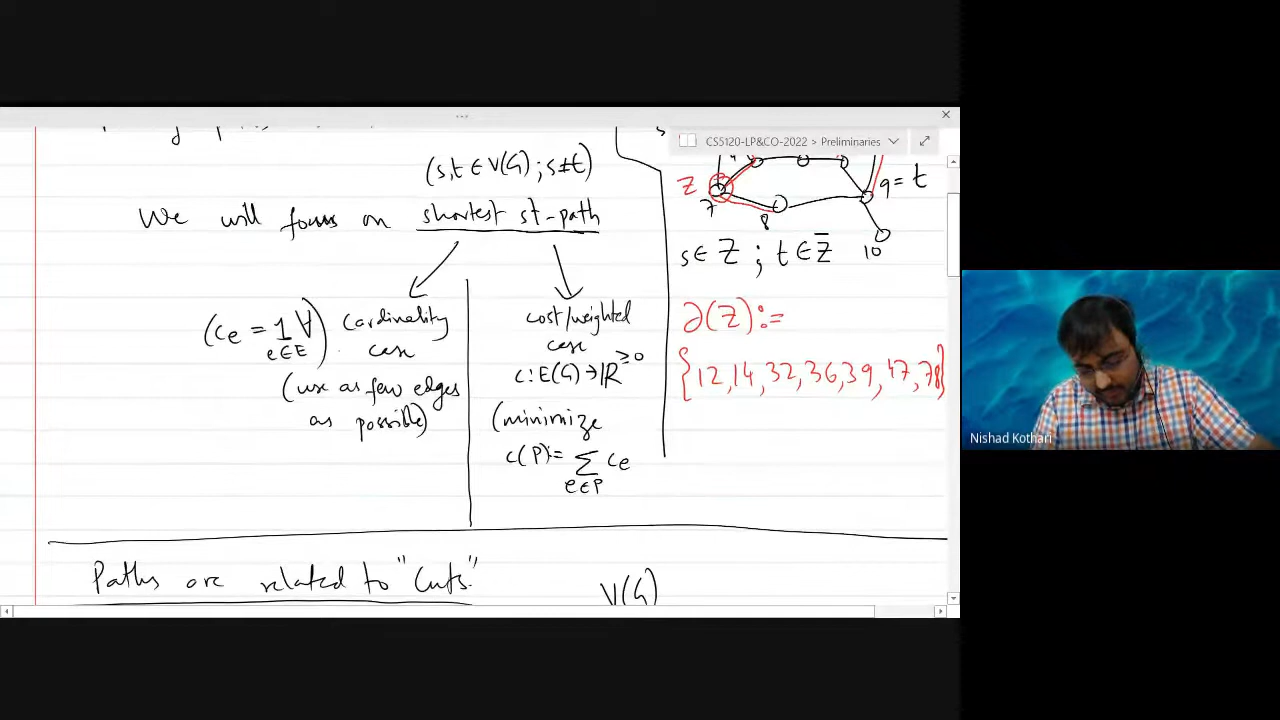 CS5120-LP&CO-2022 > Preliminaries
(s,t ∈ V(G); s≠t)
We will focus on shortest st-path
(c_e = 1 ∀ e∈E) cardinality case
(use as few edges as possible)
cost/weighted case
c: E(G) → ℝ^≥0
(minimize
c(P) := Σ c_e
e∈P
Z
7
8
9 = t
10
s ∈ Z ; t ∈ Z̄
∂(Z) :=
{12, 14, 32, 36, 39, 47, 78}
Paths are related to "Cuts."
V(G)
Nishad Kothari